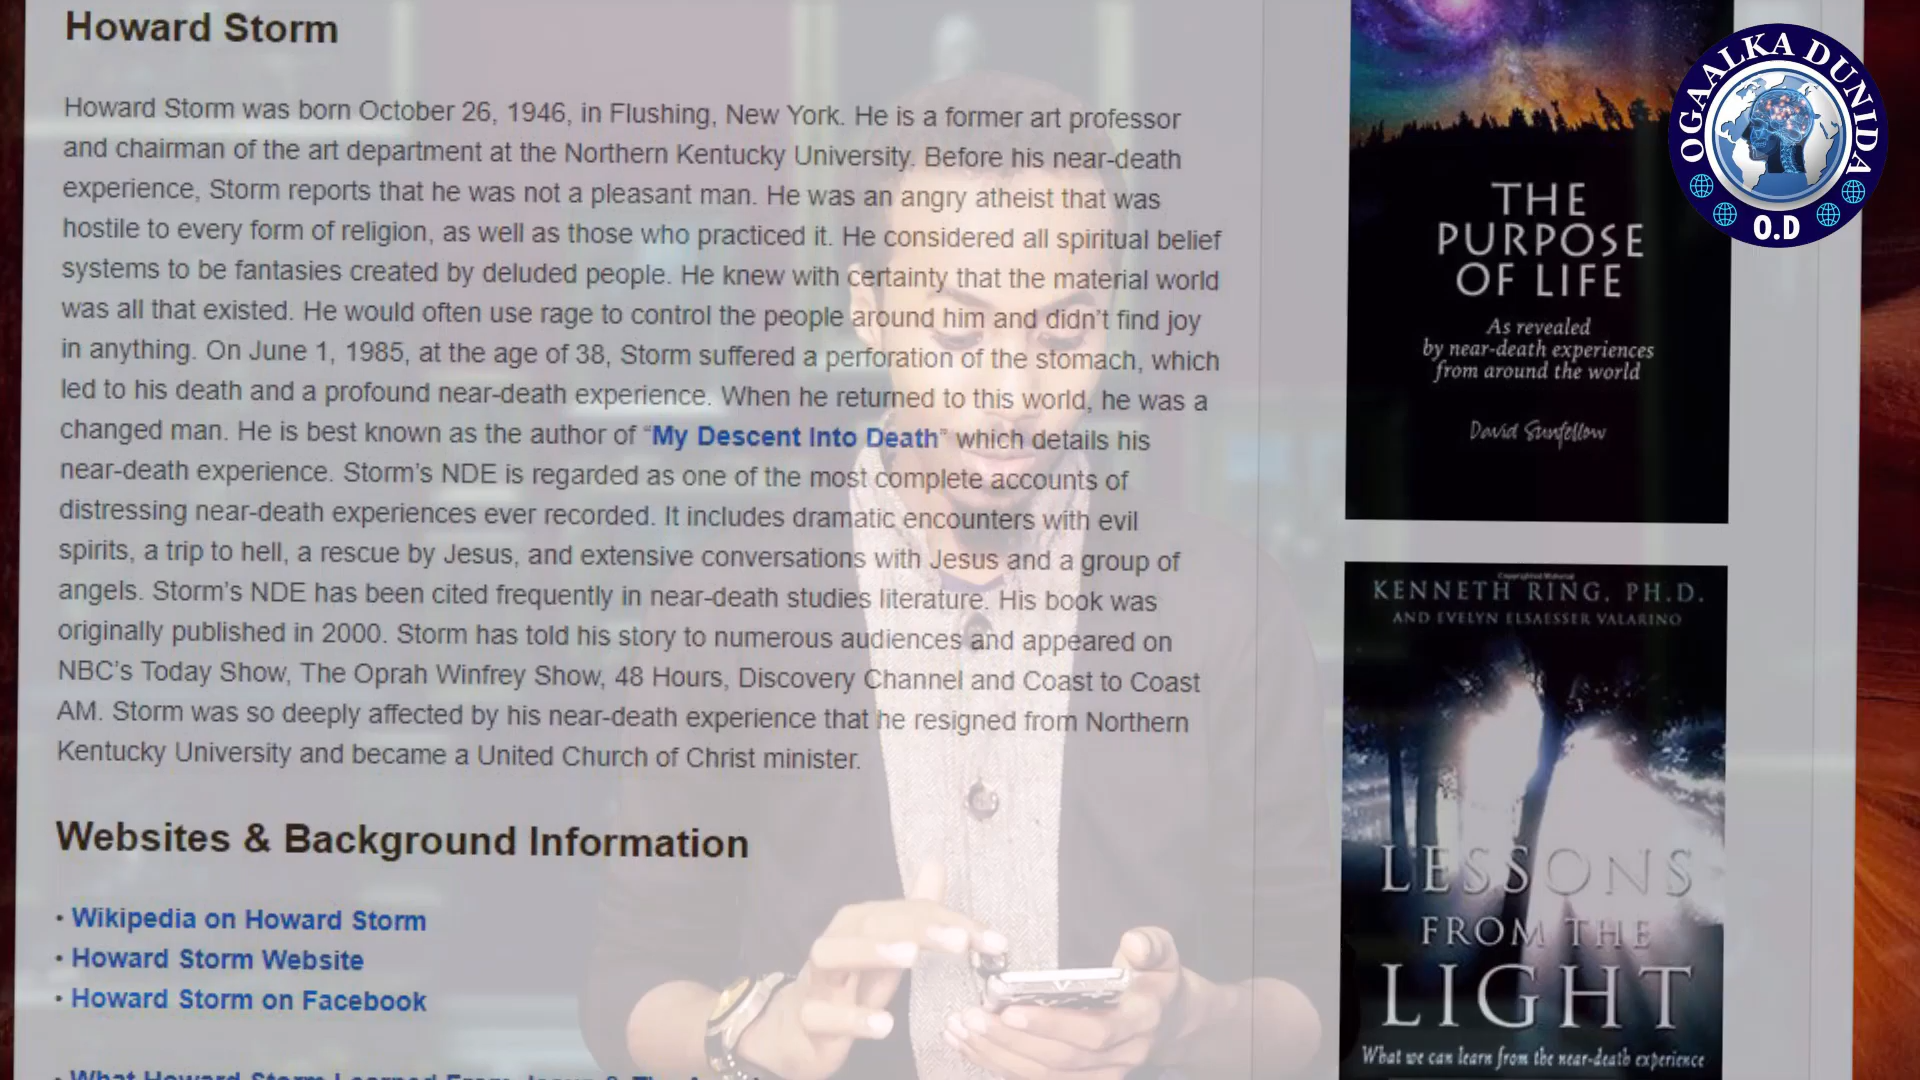 Howard Storm
Howard Storm was born October 26, 1946, in Flushing, New York. He is a former art professor
and chairman of the art department at the Northern Kentucky University. Before his near-death
experience, Storm reports that he was not a pleasant man. He was an angry atheist that was
hostile to every form of religion, as well as those who practiced it. He considered all spiritual belief
systems to be fantasies created by deluded people. He knew with certainty that the material world
was all that existed. He would often use rage to control the people around him and didn't find joy
in anything. On June 1, 1985, at the age of 38, Storm suffered a perforation of the stomach, which
led to his death and a profound near-death experience. When he returned to this world, he was a
changed man. He is best known as the author of “My Descent Into Death” which details his
near-death experience. Storm's NDE is regarded as one of the most complete accounts of
distressing near-death experiences ever recorded. It includes dramatic encounters with evil
spirits, a trip to hell, a rescue by Jesus, and extensive conversations with Jesus and a group of
angels. Storm's NDE has been cited frequently in near-death studies literature. His book was
originally published in 2000. Storm has told his story to numerous audiences and appeared on
NBC's Today Show, The Oprah Winfrey Show, 48 Hours, Discovery Channel and Coast to Coast
AM. Storm was so deeply affected by his near-death experience that he resigned from Northern
Kentucky University and became a United Church of Christ minister.
Websites & Background Information
• Wikipedia on Howard Storm
• Howard Storm Website
• Howard Storm on Facebook
• What Howard Storm Learned From Jesus & The
THE
PURPOSE
OF LIFE
As revealed
by near-death experiences
from around the world
David Sunfellow
Copyrighted Material
KENNETH RING, PH.D.
AND EVELYN ELSAESSER VALARINO
LESSONS
FROM THE
LIGHT
What we can learn from the near-death experience
OGAALKA DUNIDA
O.D